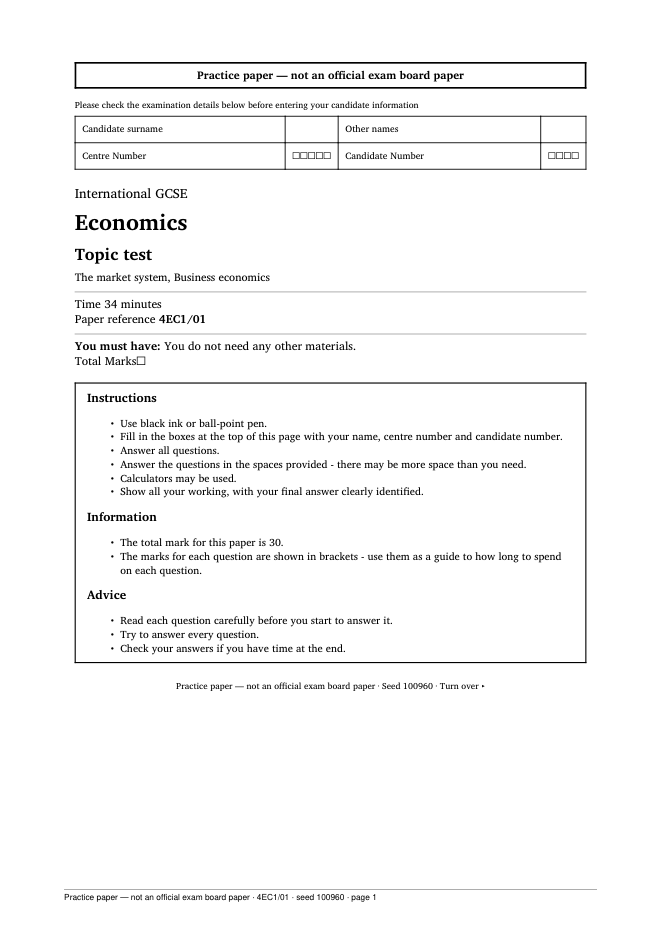 Practice paper — not an official exam board paper
Please check the examination details below before entering your candidate information
Candidate surname
Other names
Centre Number □□□□□ Candidate Number □□□□
International GCSE
Economics
Topic test
The market system, Business economics
Time 34 minutes
Paper reference 4EC1/01
You must have: You do not need any other materials.
Total Marks□
Instructions
• Use black ink or ball-point pen.
• Fill in the boxes at the top of this page with your name, centre number and candidate number.
• Answer all questions.
• Answer the questions in the spaces provided - there may be more space than you need.
• Calculators may be used.
• Show all your working, with your final answer clearly identified.
Information
• The total mark for this paper is 30.
• The marks for each question are shown in brackets - use them as a guide to how long to spend
on each question.
Advice
• Read each question carefully before you start to answer it.
• Try to answer every question.
• Check your answers if you have time at the end.
Practice paper — not an official exam board paper · Seed 100960 · Turn over ‣
Practice paper — not an official exam board paper · 4EC1/01 · seed 100960 · page 1